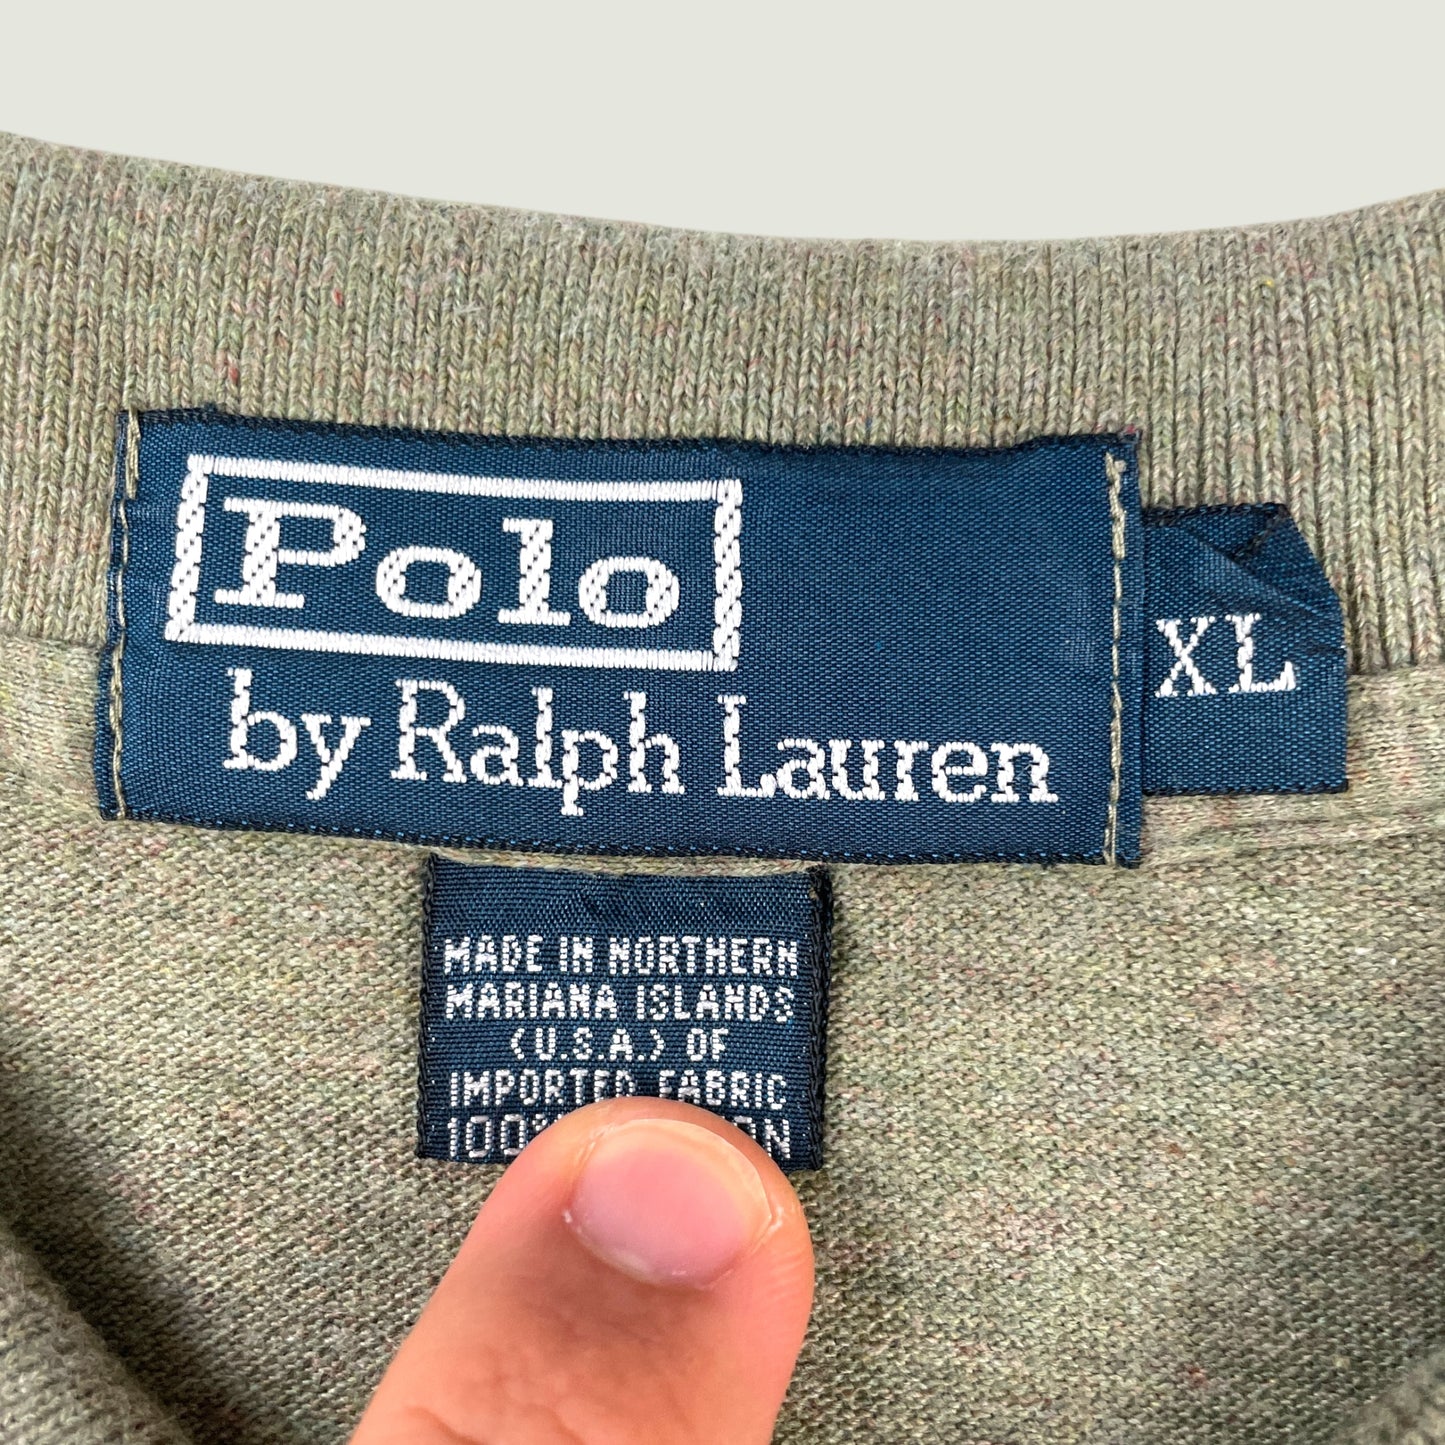 Polo
by Ralph Lauren
XL
MADE IN NORTHERN
MARIANA ISLANDS
(U.S.A.) OF
IMPORTED FABRIC